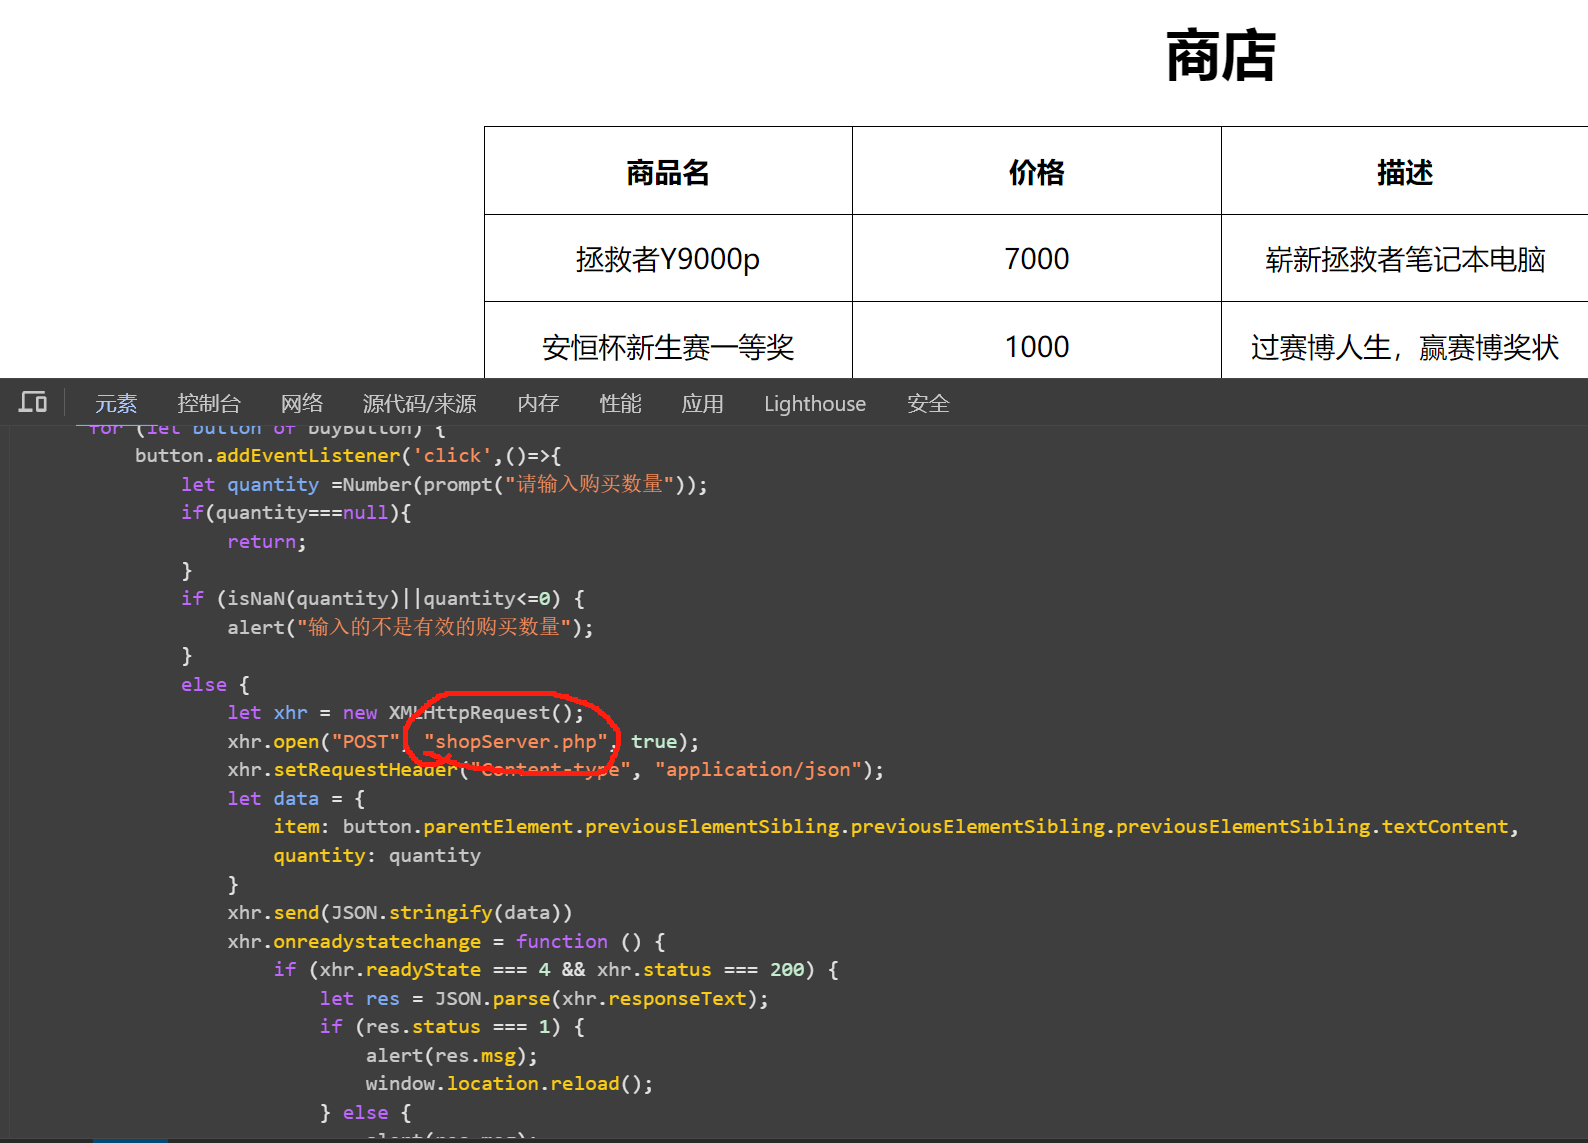 商店
商品名 价格 描述
拯救者Y9000p 7000 崭新拯救者笔记本电脑
安恒杯新生赛一等奖 1000 过赛博人生，赢赛博奖状
元素 控制台 网络 源代码/来源 内存 性能 应用 Lighthouse 安全
for (let button of buyButton) {
button.addEventListener('click',()=>{
let quantity =Number(prompt("请输入购买数量"));
if(quantity===null){
return;
}
if (isNaN(quantity)||quantity<=0) {
alert("输入的不是有效的购买数量");
}
else {
let xhr = new XMLHttpRequest();
xhr.open("POST", "shopServer.php", true);
xhr.setRequestHeader("Content-type", "application/json");
let data = {
item: button.parentElement.previousElementSibling.previousElementSibling.previousElementSibling.textContent,
quantity: quantity
}
xhr.send(JSON.stringify(data))
xhr.onreadystatechange = function () {
if (xhr.readyState === 4 && xhr.status === 200) {
let res = JSON.parse(xhr.responseText);
if (res.status === 1) {
alert(res.msg);
window.location.reload();
} else {
alert(res.msg);